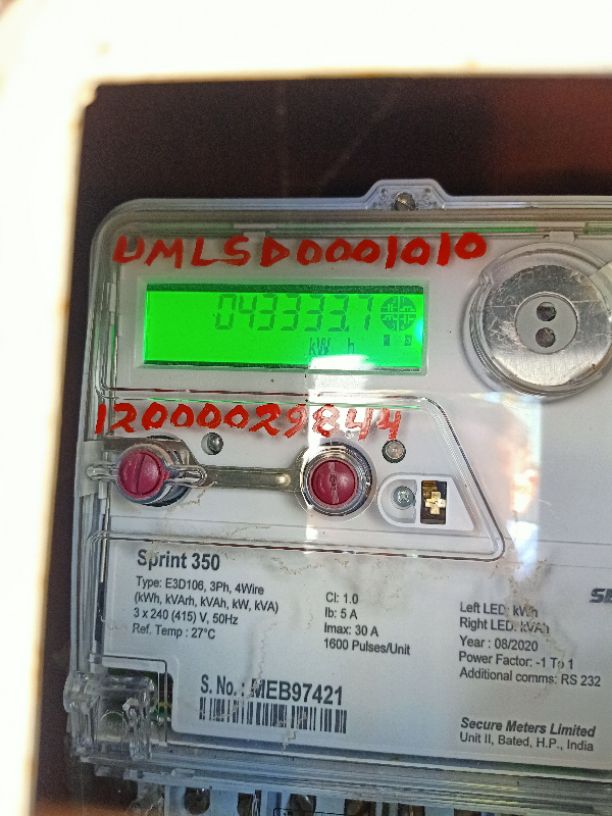 UMLSD0001010
043333.7
kW h
12000029844
Sprint 350
Type: E3D106, 3Ph, 4Wire
(kWh, kVArh, kVAh, kW, kVA)
3 x 240 (415) V, 50Hz
Ref. Temp : 27°C
Cl: 1.0
Ib: 5 A
Imax: 30 A
1600 Pulses/Unit
Left LED: kWh
Right LED: kVAh
Year : 08/2020
Power Factor: -1 To 1
Additional comms: RS 232
S. No. : MEB97421
Secure Meters Limited
Unit II, Bated, H.P., India